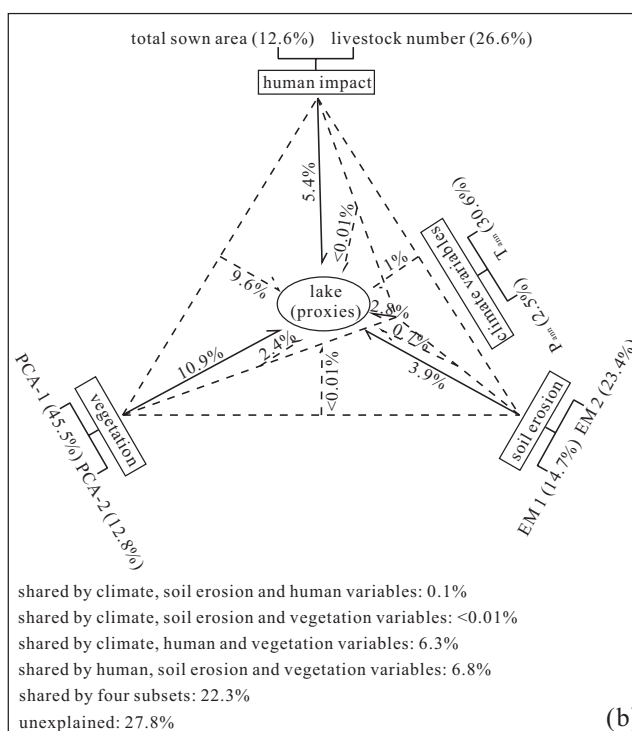 total sown area (12.6%) livestock number (26.6%)
human impact
5.4%
<0.01%
T ann (30.6%)
P ann (2.5%)
climate variables
1%
9.6%
lake
(proxies)
2.8%
0.7%
2.4%
10.9%
<0.01%
3.9%
PCA-1 (45.5%) PCA-2 (12.8%)
vegetation
soil erosion
EM 1 (14.7%) EM 2 (23.4%)
shared by climate, soil erosion and human variables: 0.1%
shared by climate, soil erosion and vegetation variables: <0.01%
shared by climate, human and vegetation variables: 6.3%
shared by human, soil erosion and vegetation variables: 6.8%
shared by four subsets: 22.3%
unexplained: 27.8%
(b)